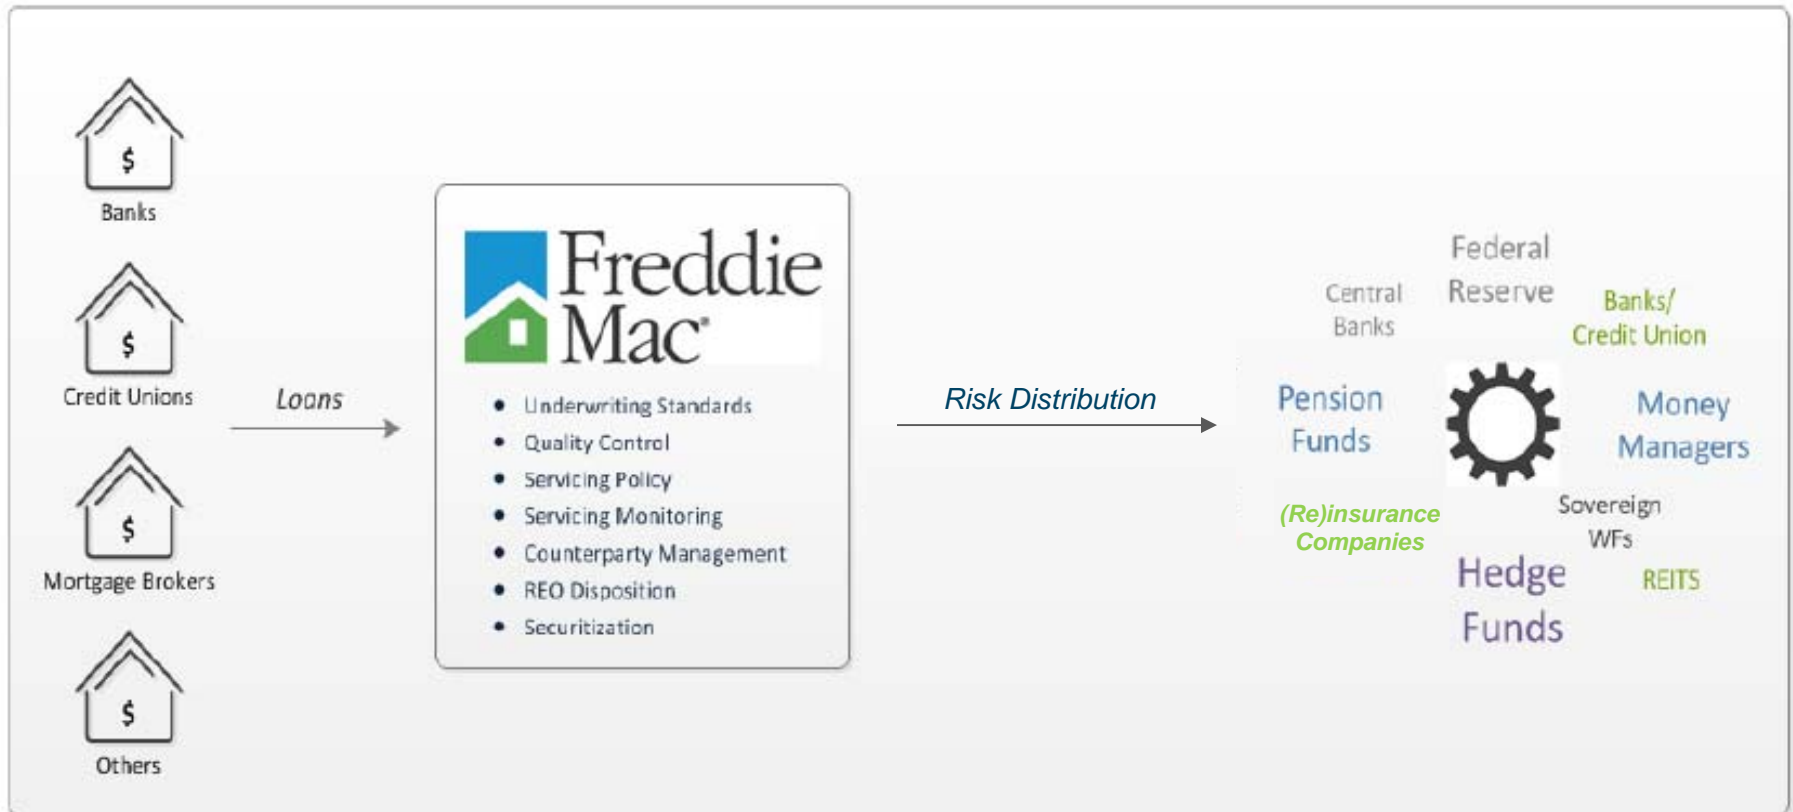 $
Banks
$
Credit Unions
$
Mortgage Brokers
$
Others
Loans
Freddie
Mac®
• Underwriting Standards
• Quality Control
• Servicing Policy
• Servicing Monitoring
• Counterparty Management
• REO Disposition
• Securitization
Risk Distribution
Federal
Reserve
Central
Banks
Banks/
Credit Union
Pension
Funds
Money
Managers
(Re)insurance
Companies
Sovereign
WFs
Hedge
Funds
REITS